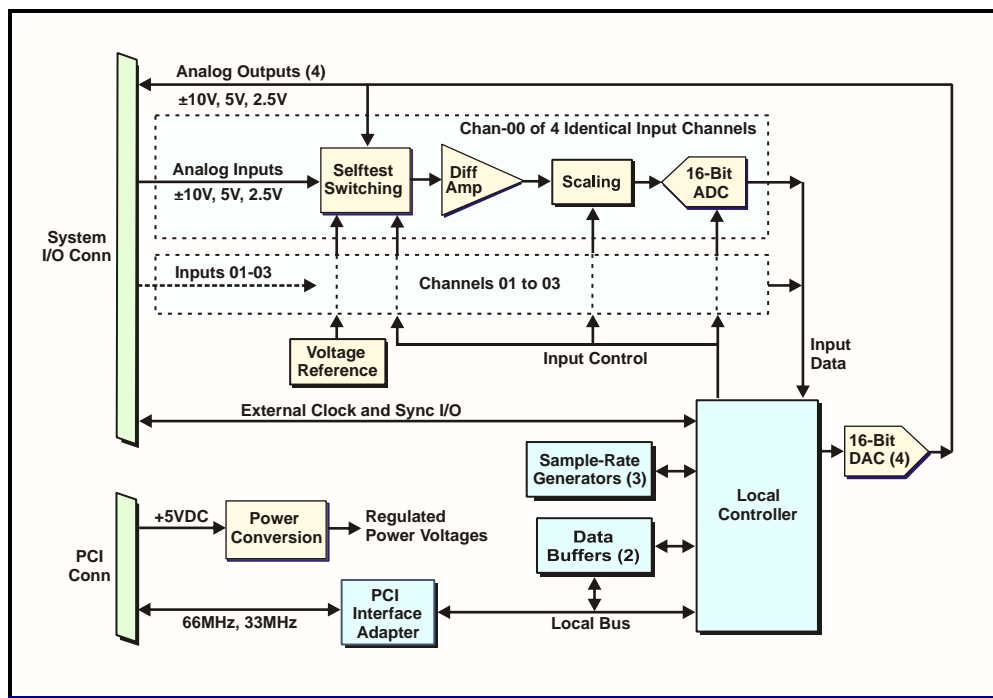 Analog Outputs (4)
±10V, 5V, 2.5V
Chan-00 of 4 Identical Input Channels
Analog Inputs
±10V, 5V, 2.5V
Selftest
Switching
Diff
Amp
Scaling
16-Bit
ADC
System
I/O Conn
Inputs 01-03
Channels 01 to 03
Voltage
Reference
Input Control
Input
Data
External Clock and Sync I/O
16-Bit
DAC (4)
Sample-Rate
Generators (3)
Local
Controller
+5VDC
Power
Conversion
Regulated
Power Voltages
Data
Buffers (2)
PCI
Conn
66MHz, 33MHz
PCI
Interface
Adapter
Local Bus